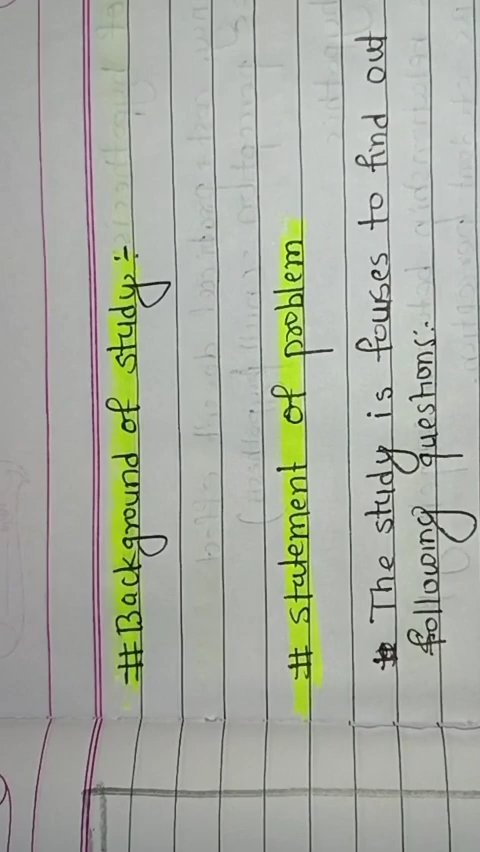 # Background of study:-
# statement of problem
The study is fouses to find out
following questions: